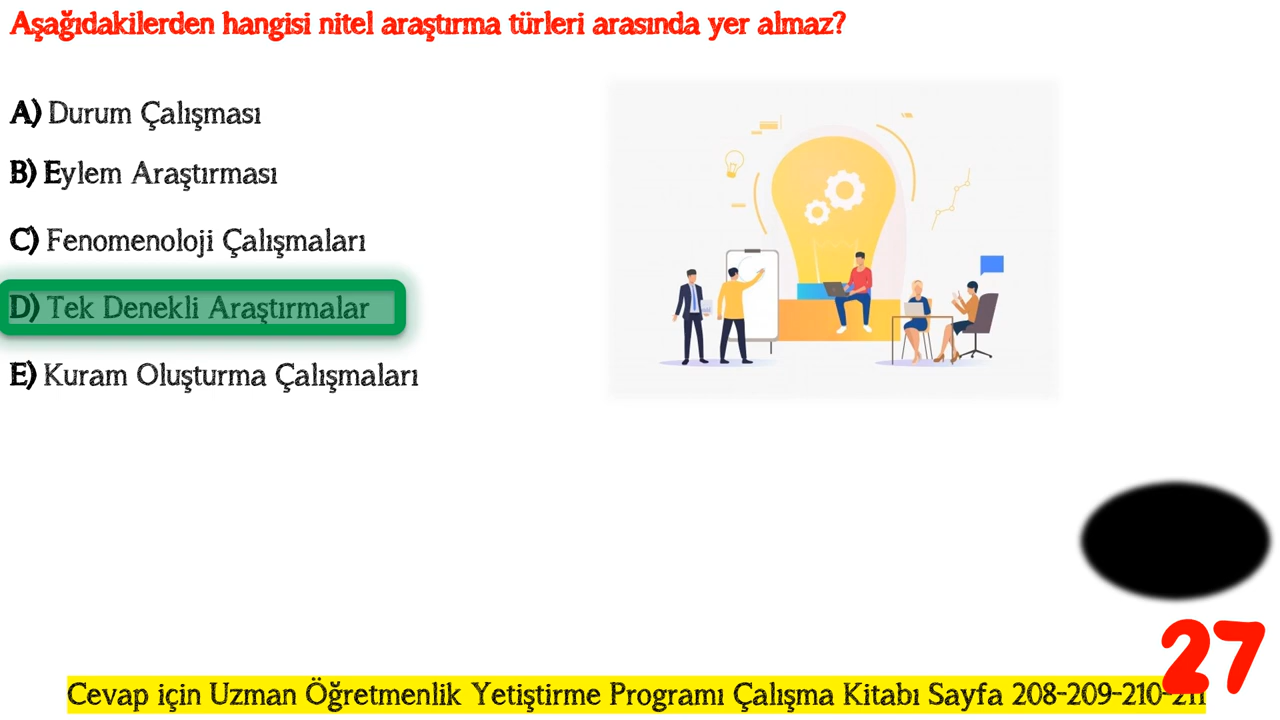 Aşağıdakilerden hangisi nitel araştırma türleri arasında yer almaz?
A) Durum Çalışması
B) Eylem Araştırması
C) Fenomenoloji Çalışmaları
D) Tek Denekli Araştırmalar
E) Kuram Oluşturma Çalışmaları
27
Cevap için Uzman Öğretmenlik Yetiştirme Programı Çalışma Kitabı Sayfa 208-209-210-211